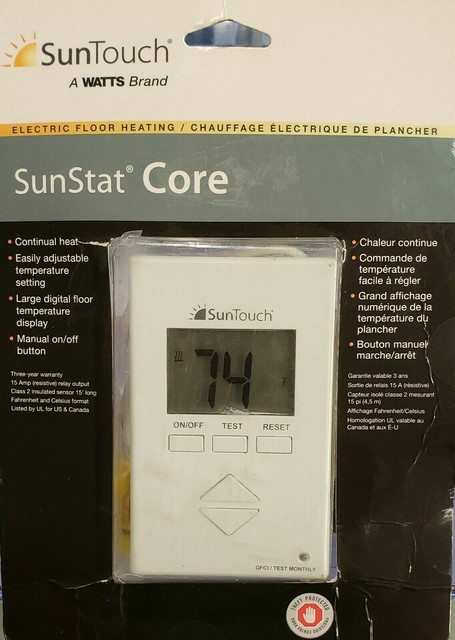 SunTouch®
A WATTS Brand
ELECTRIC FLOOR HEATING / CHAUFFAGE ÉLECTRIQUE DE PLANCHER
SunStat® Core
• Continual heat
• Easily adjustable
temperature
setting
• Large digital floor
temperature
display
• Manual on/off
button
Three-year warranty
15 Amp (resistive) relay output
Class 2 insulated sensor 15' long
Fahrenheit and Celsius format
Listed by UL for US & Canada
• Chaleur continue
• Commande de
température
facile à régler
• Grand affichage
numérique de la
température du
plancher
• Bouton manuel
marche/arrêt
Garantie valable 3 ans
Sortie de relais 15 A (résistive)
Capteur isolé classe 2 mesurant
15 pi (4,5 m)
Affichage Fahrenheit/Celsius
Homologation UL valable au
Canada et aux É-U
SunTouch®
74
F
ON/OFF TEST RESET
GFCI / TEST MONTHLY
THEFT PROTECTED